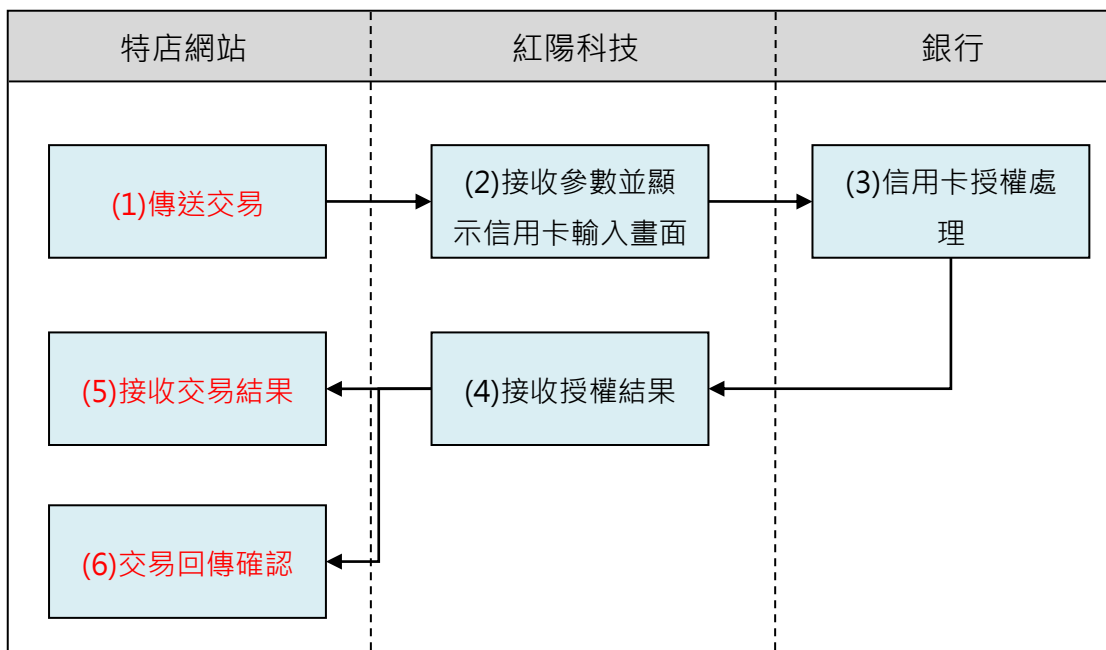 特店網站
紅陽科技
銀行
(1)傳送交易
(2)接收參數並顯
示信用卡輸入畫面
(3)信用卡授權處
理
(5)接收交易結果
(4)接收授權結果
(6)交易回傳確認